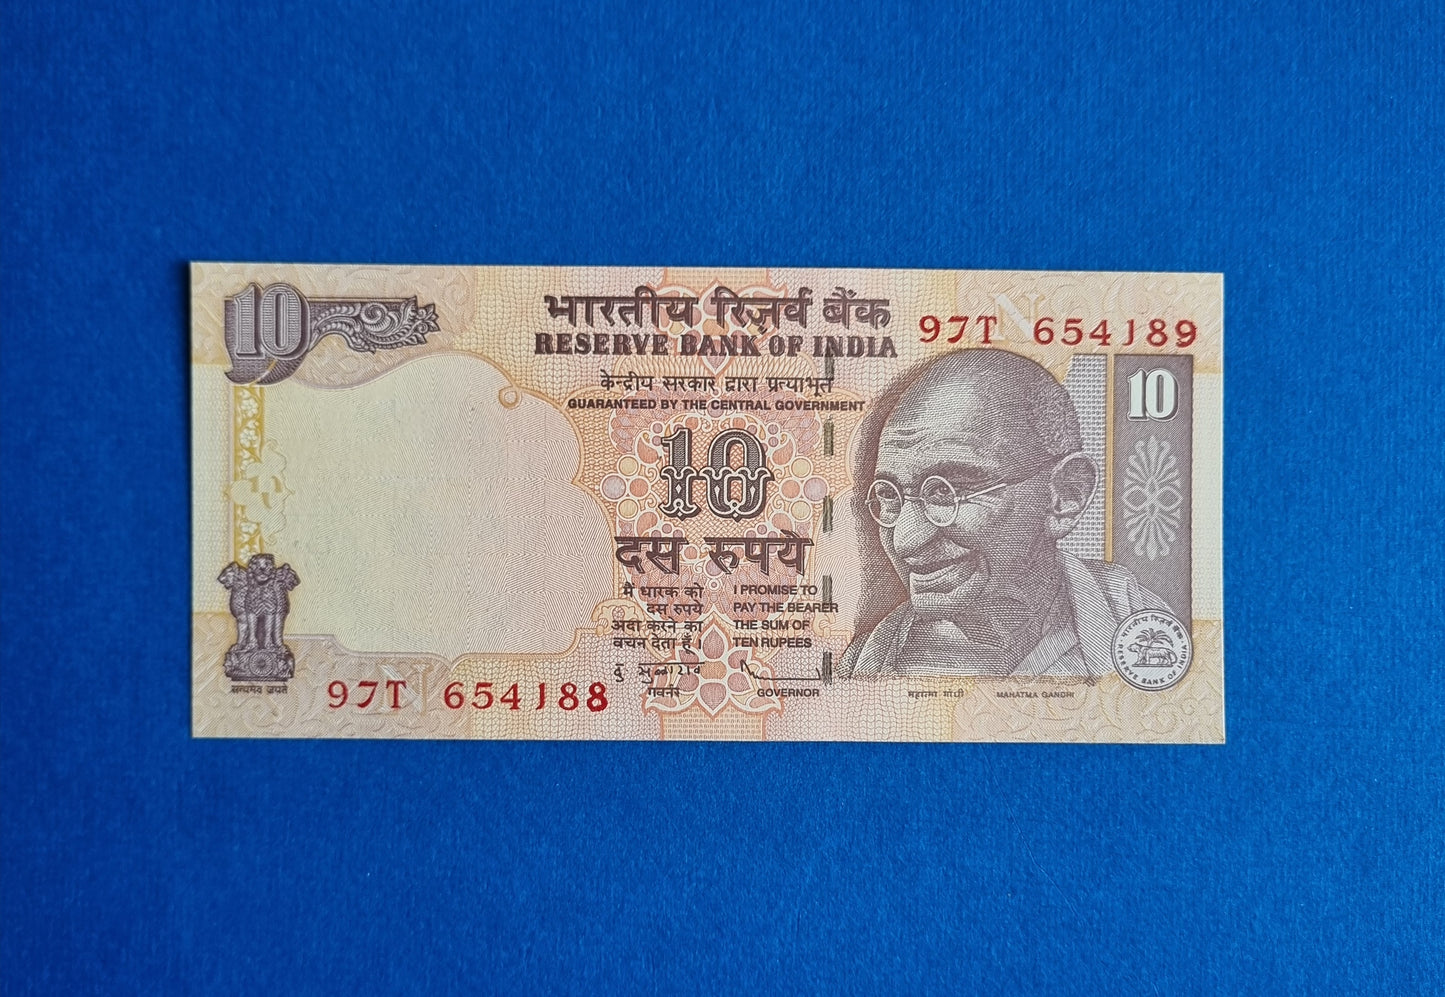 10
भारतीय रिज़र्व बैंक
RESERVE BANK OF INDIA
97T 654189
केन्द्रीय सरकार द्वारा प्रत्याभूत
GUARANTEED BY THE CENTRAL GOVERNMENT
10
10
दस रुपये
मैं धारक को
दस रुपये
अदा करने का
वचन देता हूँ।
I PROMISE TO
PAY THE BEARER
THE SUM OF
TEN RUPEES
गवर्नर
GOVERNOR
सत्यमेव जयते
97T 654188
महात्मा गांधी
MAHATMA GANDHI
भारतीय रिज़र्व बैंक
RESERVE BANK OF INDIA
N
N